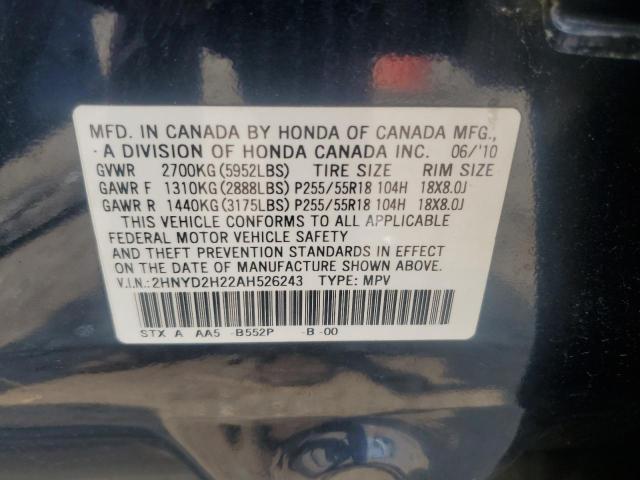 MFD. IN CANADA BY HONDA OF CANADA MFG.,
A DIVISION OF HONDA CANADA INC. 06/'10
GVWR 2700KG(5952LBS) TIRE SIZE RIM SIZE
GAWR F 1310KG(2888LBS)P255/55R18 104H 18X8.0J
GAWR R 1440KG(3175LBS)P255/55R18 104H 18X8.0J
THIS VEHICLE CONFORMS TO ALL APPLICABLE
FEDERAL MOTOR VEHICLE SAFETY
AND THEFT PREVENTION STANDARDS IN EFFECT
ON THE DATE OF MANUFACTURE SHOWN ABOVE.
V.I.N.:2HNYD2H22AH526243 TYPE: MPV
STX A AA5 -B552P -B-00